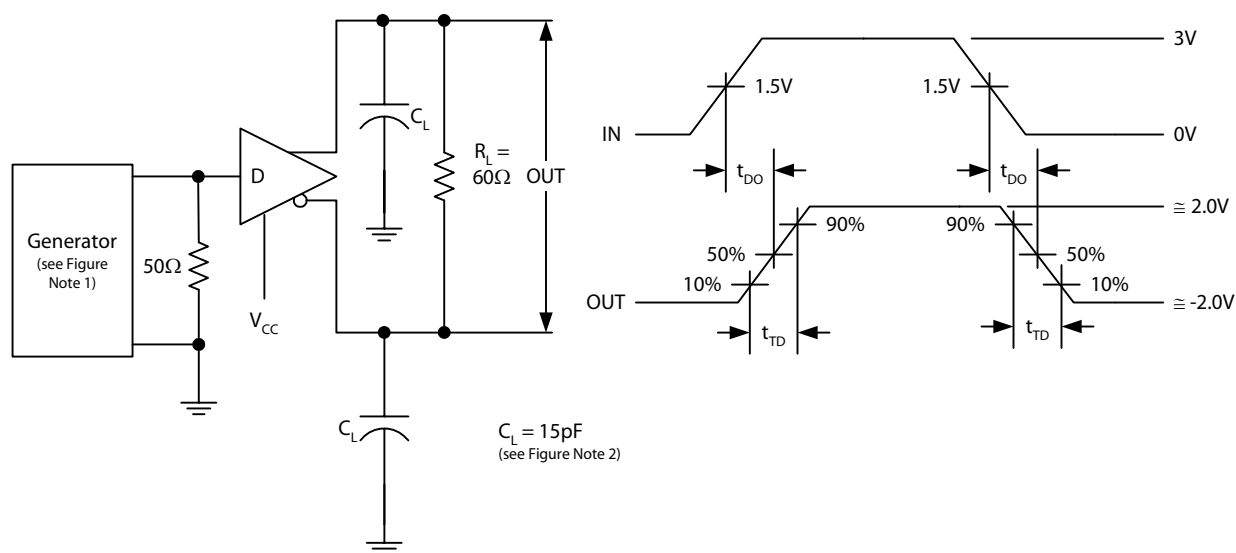 C_L
R_L =
60Ω
OUT
D
Generator
(see Figure
Note 1)
50Ω
V_CC
C_L
C_L = 15pF
(see Figure Note 2)
3V
1.5V
1.5V
IN
0V
t_DO
t_DO
≅ 2.0V
90%
90%
50%
50%
10%
10%
OUT
≅ -2.0V
t_TD
t_TD